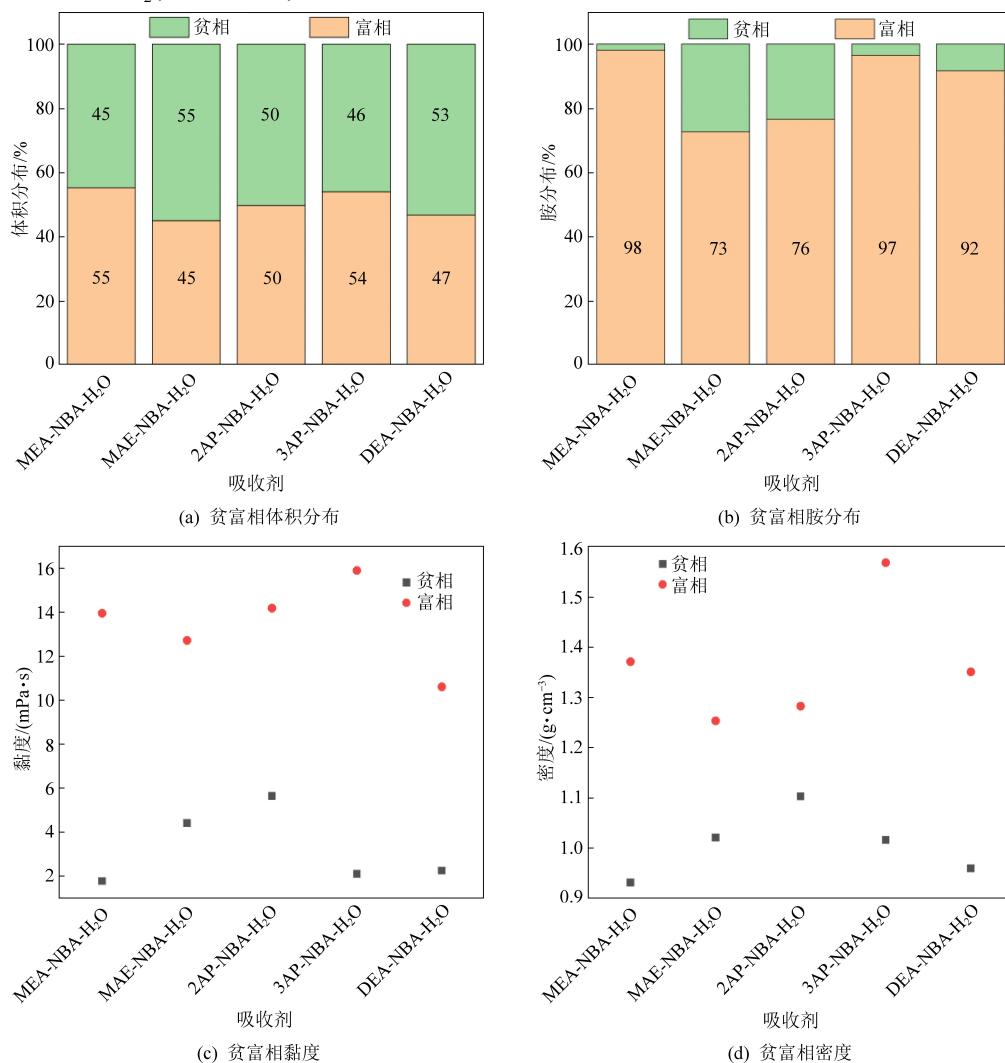 贫相 富相
100
80
60
40
20
0
体积分布/%
45 55 50 46 53
55 45 50 54 47
MEA-NBA-H₂O
MAE-NBA-H₂O
2AP-NBA-H₂O
3AP-NBA-H₂O
DEA-NBA-H₂O
吸收剂
(a) 贫富相体积分布
贫相 富相
100
80
60
40
20
0
胺分布/%
98 73 76 97 92
MEA-NBA-H₂O
MAE-NBA-H₂O
2AP-NBA-H₂O
3AP-NBA-H₂O
DEA-NBA-H₂O
吸收剂
(b) 贫富相胺分布
贫相
富相
16
14
12
10
8
6
4
2
黏度/(mPa•s)
MEA-NBA-H₂O
MAE-NBA-H₂O
2AP-NBA-H₂O
3AP-NBA-H₂O
DEA-NBA-H₂O
吸收剂
(c) 贫富相黏度
贫相
富相
1.6
1.5
1.4
1.3
1.2
1.1
1.0
0.9
密度/(g•cm⁻³)
MEA-NBA-H₂O
MAE-NBA-H₂O
2AP-NBA-H₂O
3AP-NBA-H₂O
DEA-NBA-H₂O
吸收剂
(d) 贫富相密度